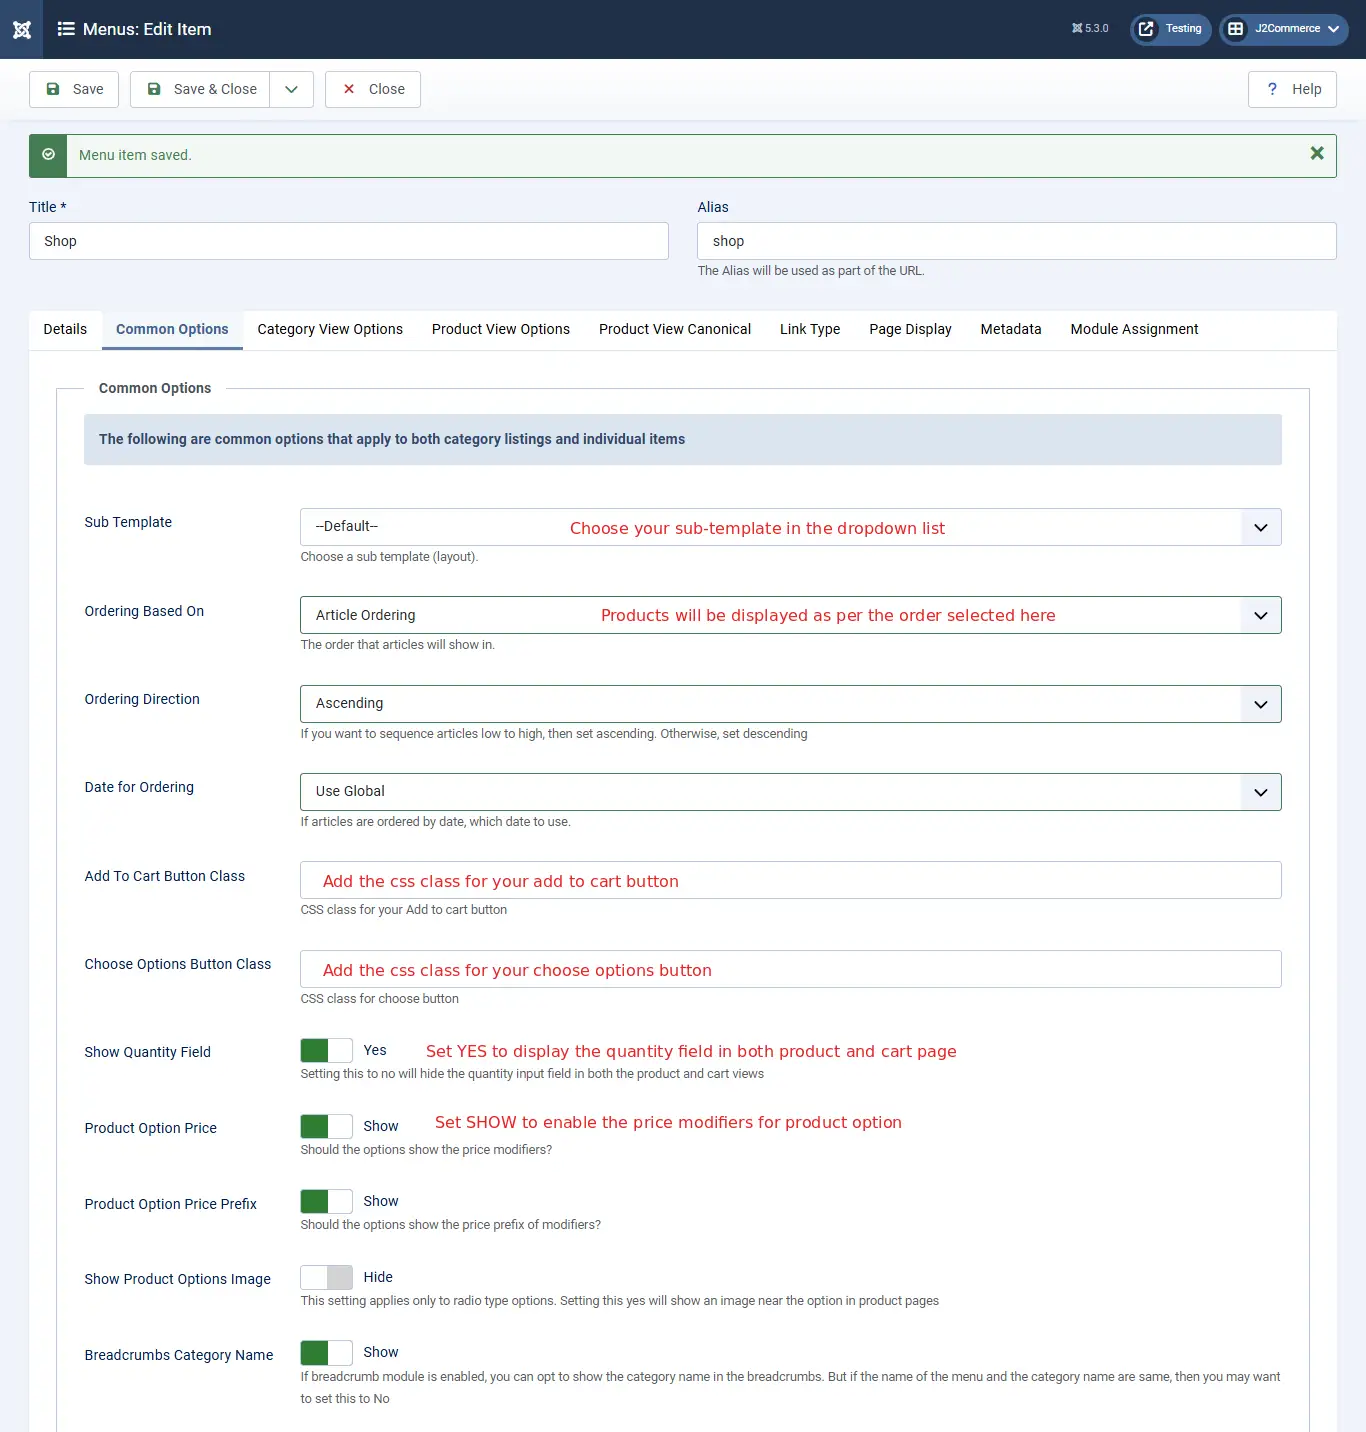 Menus: Edit Item
5.3.0
Testing
J2Commerce
Save
Save & Close
Close
? Help
Menu item saved.
Title *
Alias
Shop
shop
The Alias will be used as part of the URL.
Details
Common Options
Category View Options
Product View Options
Product View Canonical
Link Type
Page Display
Metadata
Module Assignment
Common Options
The following are common options that apply to both category listings and individual items
Sub Template
--Default--
Choose your sub-template in the dropdown list
Choose a sub template (layout).
Ordering Based On
Article Ordering
Products will be displayed as per the order selected here
The order that articles will show in.
Ordering Direction
Ascending
If you want to sequence articles low to high, then set ascending. Otherwise, set descending
Date for Ordering
Use Global
If articles are ordered by date, which date to use.
Add To Cart Button Class
Add the css class for your add to cart button
CSS class for your Add to cart button
Choose Options Button Class
Add the css class for your choose options button
CSS class for choose button
Show Quantity Field
Yes
Set YES to display the quantity field in both product and cart page
Setting this to no will hide the quantity input field in both the product and cart views
Product Option Price
Show
Set SHOW to enable the price modifiers for product option
Should the options show the price modifiers?
Product Option Price Prefix
Show
Should the options show the price prefix of modifiers?
Show Product Options Image
Hide
This setting applies only to radio type options. Setting this yes will show an image near the option in product pages
Breadcrumbs Category Name
Show
If breadcrumb module is enabled, you can opt to show the category name in the breadcrumbs. But if the name of the menu and the category name are same, then you may want
to set this to No